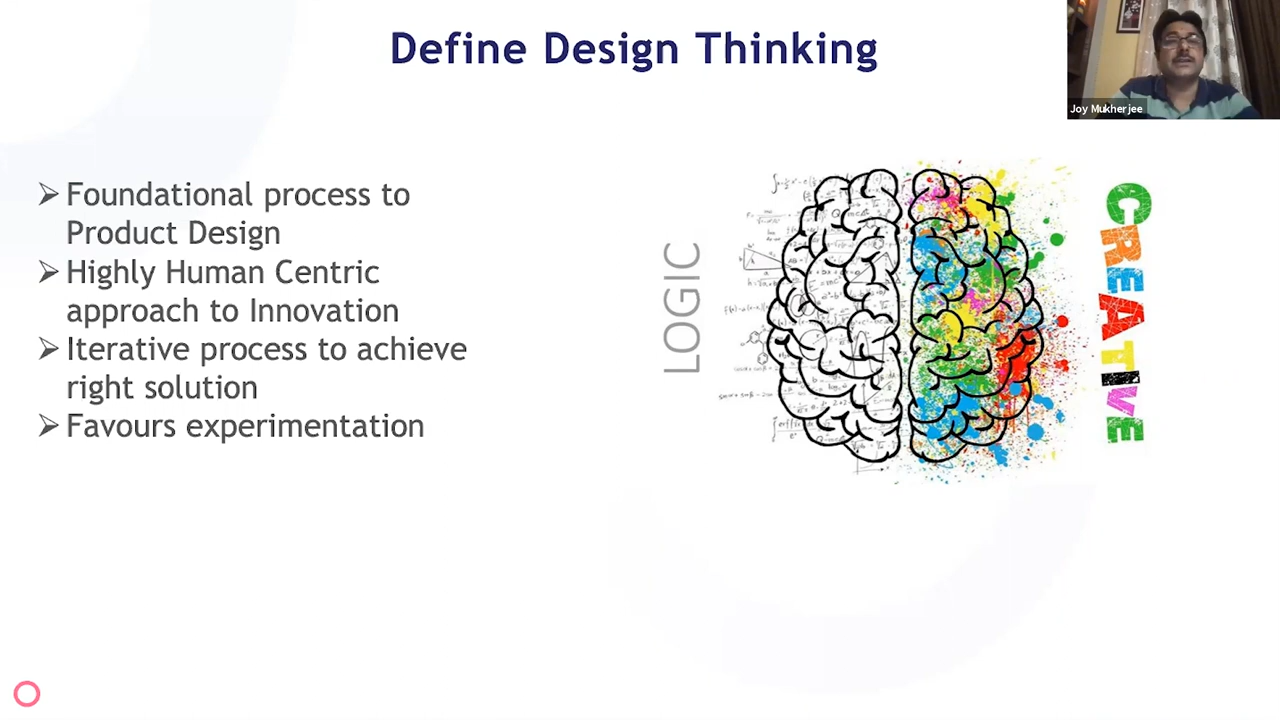 Define Design Thinking
Joy Mukherjee
➢Foundational process to
Product Design
➢Highly Human Centric
approach to Innovation
➢Iterative process to achieve
right solution
➢Favours experimentation
LOGIC
CREATIVE